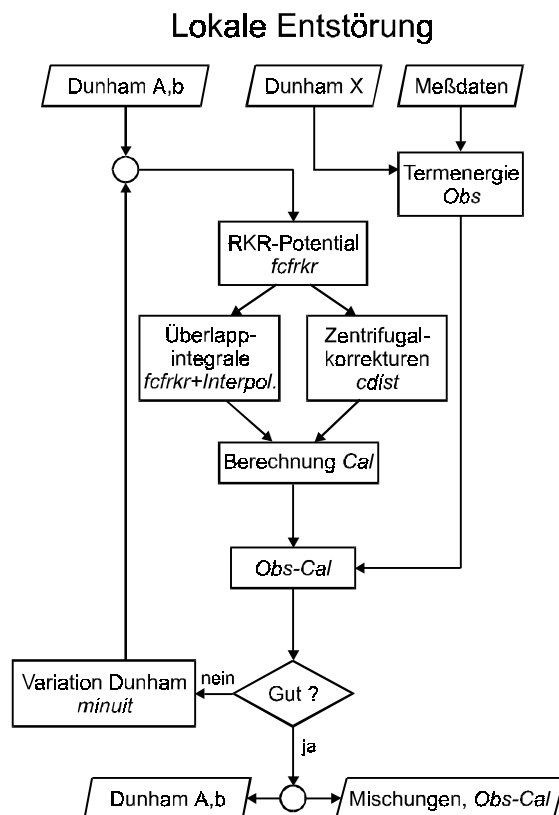 Lokale Entstörung
Dunham A,b
Dunham X
Meßdaten
Termenergie
Obs
RKR-Potential
fcfrkr
Überlapp-
integrale
fcfrkr+Interpol.
Zentrifugal-
korrekturen
cdist
Berechnung Cal
Obs-Cal
Variation Dunham
minuit
nein
Gut ?
ja
Dunham A,b
Mischungen, Obs-Cal